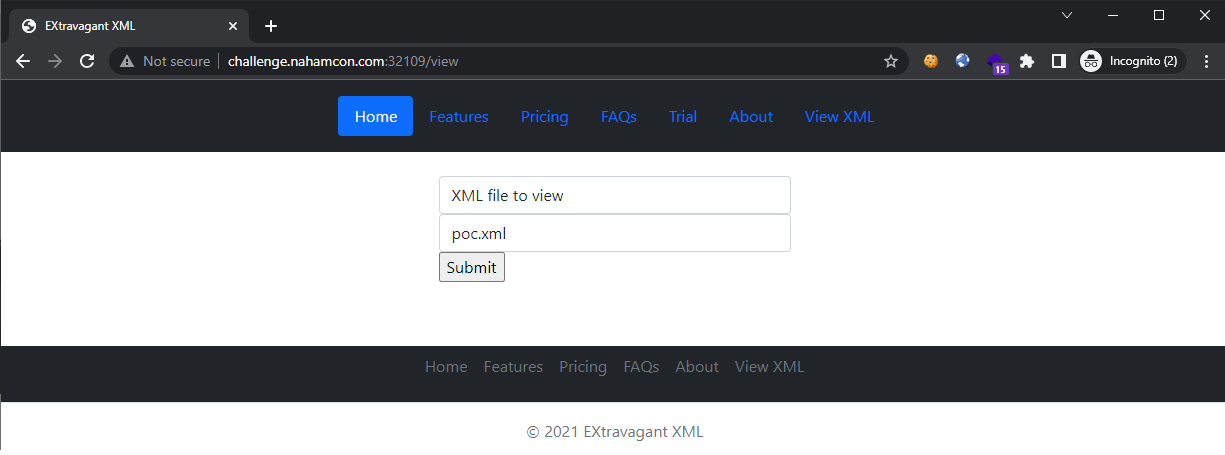 EXtravagant XML
Not secure challenge.nahamcon.com:32109/view 15 Incognito (2)
Home Features Pricing FAQs Trial About View XML
XML file to view
poc.xml
Submit
Home Features Pricing FAQs About View XML
© 2021 EXtravagant XML